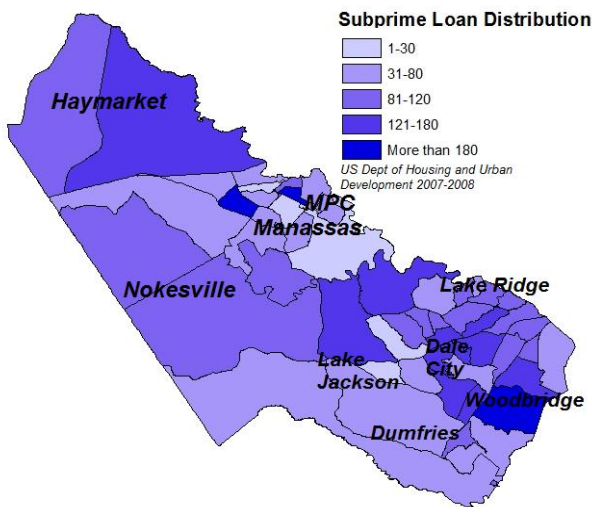 Subprime Loan Distribution
1-30
31-80
81-120
121-180
More than 180
US Dept of Housing and Urban
Development 2007-2008
Haymarket
MPC
Manassas
Nokesville
Lake Ridge
Dale
City
Lake
Jackson
Woodbridge
Dumfries